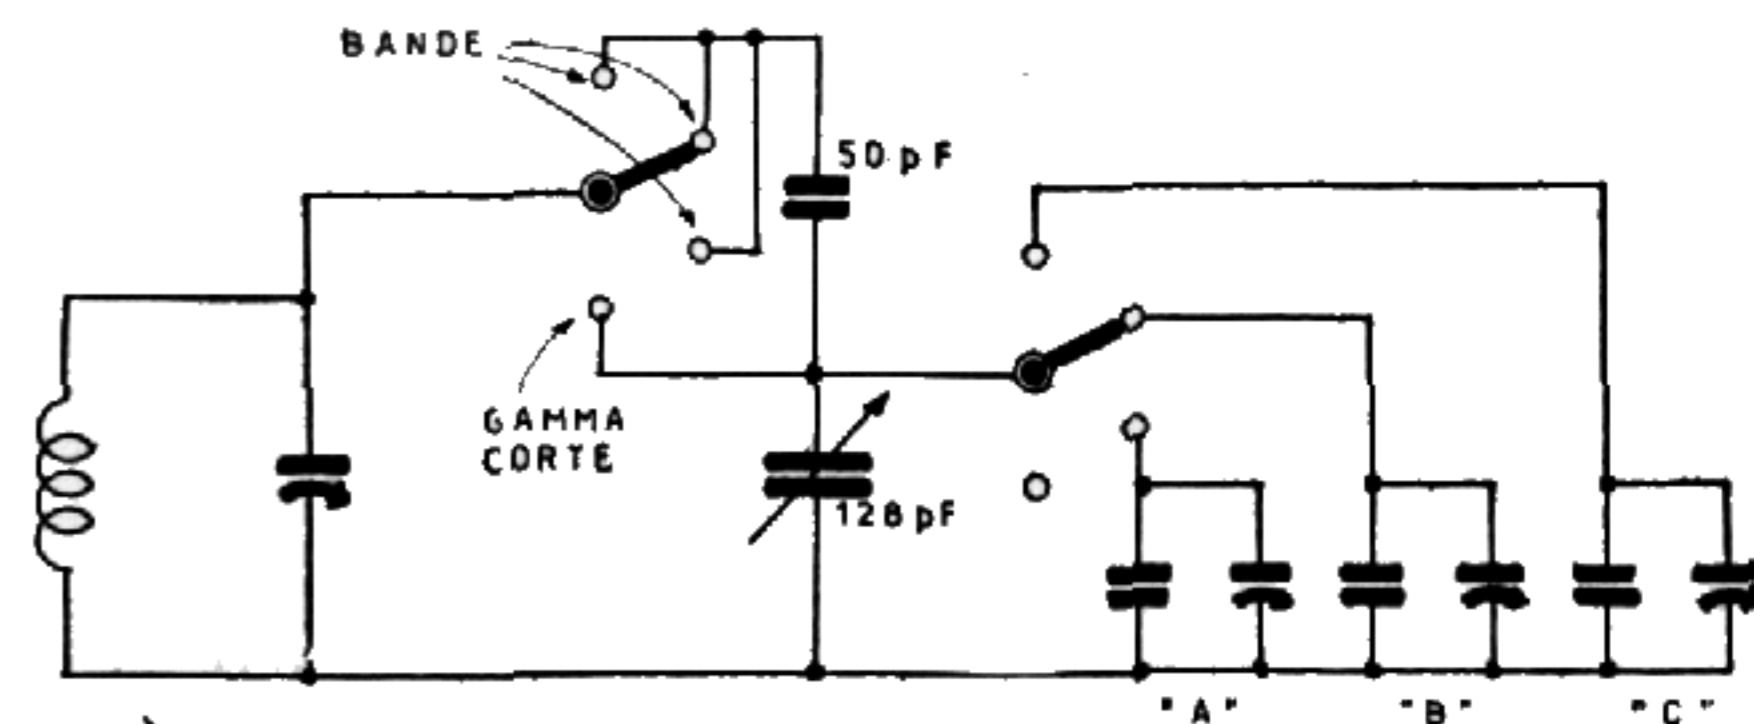 BANDE
50 pF
GAMMA
CORTE
128 pF
"A" "B" "C"